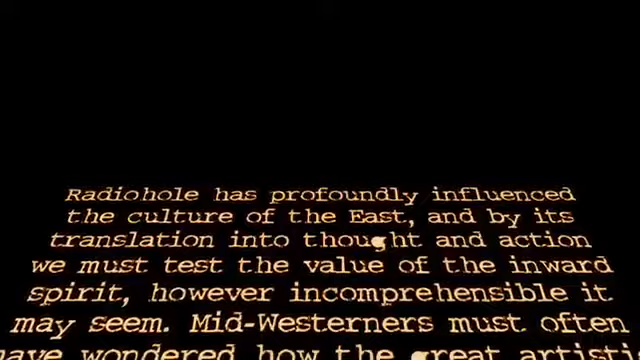 Radiohole has profoundly influenced
the culture of the East, and by its
translation into thought and action
we must test the value of the inward
spirit, however incomprehensible it
may seem. Mid-Westerners must often
have wondered how the great artisti